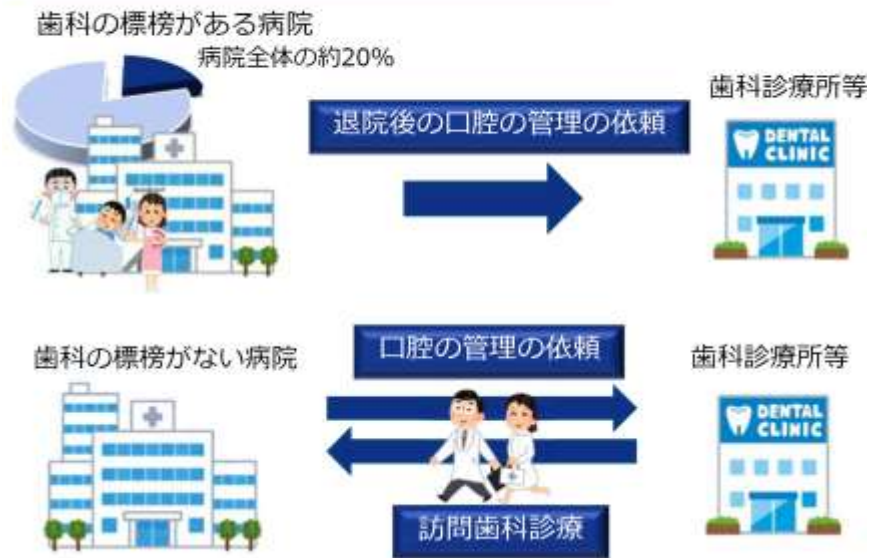 歯科の標榜がある病院
病院全体の約20%
退院後の口腔の管理の依頼
歯科診療所等
DENTAL
CLINIC
歯科の標榜がない病院
口腔の管理の依頼
歯科診療所等
DENTAL
CLINIC
訪問歯科診療